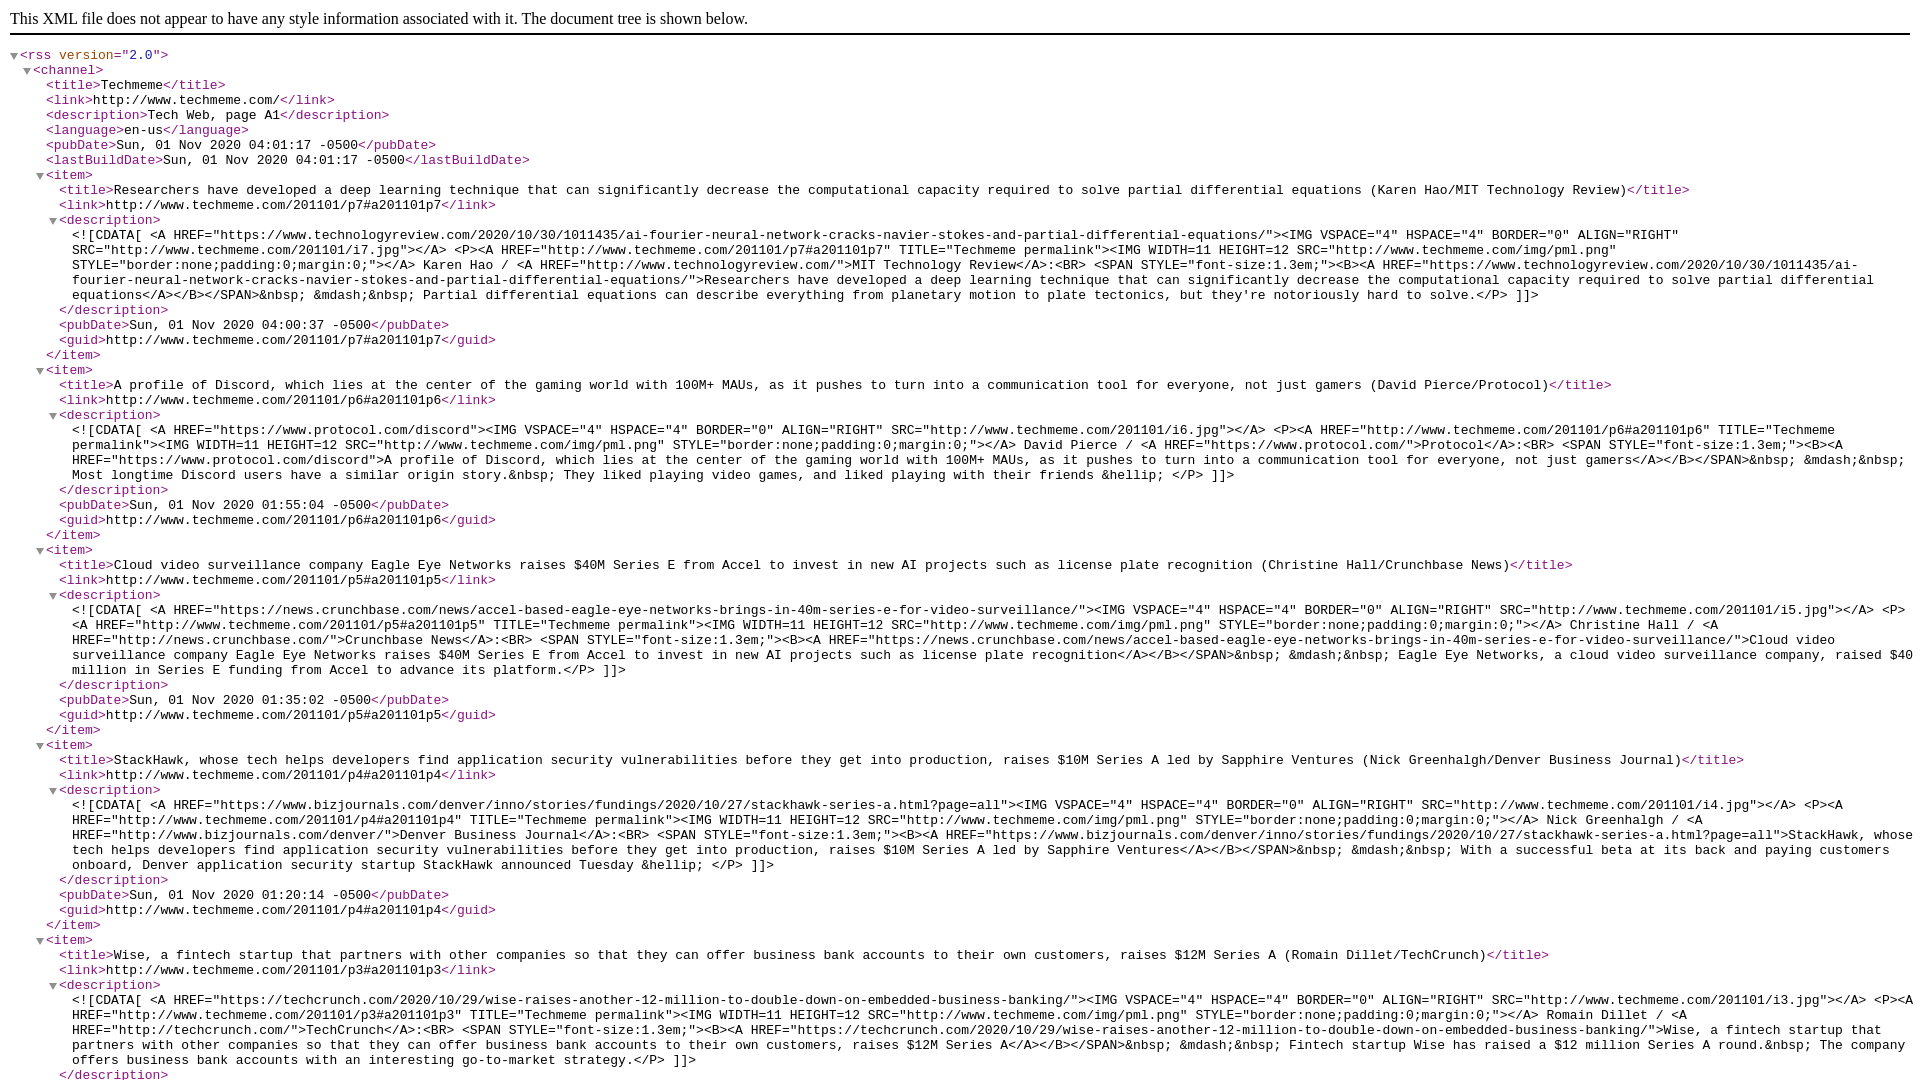 This XML file does not appear to have any style information associated with it. The document tree is shown below.
<rss version="2.0">
<channel>
<title>Techmeme</title>
<link>http://www.techmeme.com/</link>
<description>Tech Web, page A1</description>
<language>en-us</language>
<pubDate>Sun, 01 Nov 2020 04:01:17 -0500</pubDate>
<lastBuildDate>Sun, 01 Nov 2020 04:01:17 -0500</lastBuildDate>
<item>
<title>Researchers have developed a deep learning technique that can significantly decrease the computational capacity required to solve partial differential equations (Karen Hao/MIT Technology Review)</title>
<link>http://www.techmeme.com/201101/p7#a201101p7</link>
<description>
<![CDATA[ <A HREF="https://www.technologyreview.com/2020/10/30/1011435/ai-fourier-neural-network-cracks-navier-stokes-and-partial-differential-equations/"><IMG VSPACE="4" HSPACE="4" BORDER="0" ALIGN="RIGHT"
SRC="http://www.techmeme.com/201101/i7.jpg"></A> <P><A HREF="http://www.techmeme.com/201101/p7#a201101p7" TITLE="Techmeme permalink"><IMG WIDTH=11 HEIGHT=12 SRC="http://www.techmeme.com/img/pml.png"
STYLE="border:none;padding:0;margin:0;"></A> Karen Hao / <A HREF="http://www.technologyreview.com/">MIT Technology Review</A>:<BR> <SPAN STYLE="font-size:1.3em;"><B><A HREF="https://www.technologyreview.com/2020/10/30/1011435/ai-
fourier-neural-network-cracks-navier-stokes-and-partial-differential-equations/">Researchers have developed a deep learning technique that can significantly decrease the computational capacity required to solve partial differential
equations</A></B></SPAN>&nbsp; &mdash;&nbsp; Partial differential equations can describe everything from planetary motion to plate tectonics, but they're notoriously hard to solve.</P> ]]>
</description>
<pubDate>Sun, 01 Nov 2020 04:00:37 -0500</pubDate>
<guid>http://www.techmeme.com/201101/p7#a201101p7</guid>
</item>
<item>
<title>A profile of Discord, which lies at the center of the gaming world with 100M+ MAUs, as it pushes to turn into a communication tool for everyone, not just gamers (David Pierce/Protocol)</title>
<link>http://www.techmeme.com/201101/p6#a201101p6</link>
<description>
<![CDATA[ <A HREF="https://www.protocol.com/discord"><IMG VSPACE="4" HSPACE="4" BORDER="0" ALIGN="RIGHT" SRC="http://www.techmeme.com/201101/i6.jpg"></A> <P><A HREF="http://www.techmeme.com/201101/p6#a201101p6" TITLE="Techmeme
permalink"><IMG WIDTH=11 HEIGHT=12 SRC="http://www.techmeme.com/img/pml.png" STYLE="border:none;padding:0;margin:0;"></A> David Pierce / <A HREF="https://www.protocol.com/">Protocol</A>:<BR> <SPAN STYLE="font-size:1.3em;"><B><A
HREF="https://www.protocol.com/discord">A profile of Discord, which lies at the center of the gaming world with 100M+ MAUs, as it pushes to turn into a communication tool for everyone, not just gamers</A></B></SPAN>&nbsp; &mdash;&nbsp;
Most longtime Discord users have a similar origin story.&nbsp; They liked playing video games, and liked playing with their friends &hellip; </P> ]]>
</description>
<pubDate>Sun, 01 Nov 2020 01:55:04 -0500</pubDate>
<guid>http://www.techmeme.com/201101/p6#a201101p6</guid>
</item>
<item>
<title>Cloud video surveillance company Eagle Eye Networks raises $40M Series E from Accel to invest in new AI projects such as license plate recognition (Christine Hall/Crunchbase News)</title>
<link>http://www.techmeme.com/201101/p5#a201101p5</link>
<description>
<![CDATA[ <A HREF="https://news.crunchbase.com/news/accel-based-eagle-eye-networks-brings-in-40m-series-e-for-video-surveillance/"><IMG VSPACE="4" HSPACE="4" BORDER="0" ALIGN="RIGHT" SRC="http://www.techmeme.com/201101/i5.jpg"></A> <P>
<A HREF="http://www.techmeme.com/201101/p5#a201101p5" TITLE="Techmeme permalink"><IMG WIDTH=11 HEIGHT=12 SRC="http://www.techmeme.com/img/pml.png" STYLE="border:none;padding:0;margin:0;"></A> Christine Hall / <A
HREF="http://news.crunchbase.com/">Crunchbase News</A>:<BR> <SPAN STYLE="font-size:1.3em;"><B><A HREF="https://news.crunchbase.com/news/accel-based-eagle-eye-networks-brings-in-40m-series-e-for-video-surveillance/">Cloud video
surveillance company Eagle Eye Networks raises $40M Series E from Accel to invest in new AI projects such as license plate recognition</A></B></SPAN>&nbsp; &mdash;&nbsp; Eagle Eye Networks, a cloud video surveillance company, raised $40
million in Series E funding from Accel to advance its platform.</P> ]]>
</description>
<pubDate>Sun, 01 Nov 2020 01:35:02 -0500</pubDate>
<guid>http://www.techmeme.com/201101/p5#a201101p5</guid>
</item>
<item>
<title>StackHawk, whose tech helps developers find application security vulnerabilities before they get into production, raises $10M Series A led by Sapphire Ventures (Nick Greenhalgh/Denver Business Journal)</title>
<link>http://www.techmeme.com/201101/p4#a201101p4</link>
<description>
<![CDATA[ <A HREF="https://www.bizjournals.com/denver/inno/stories/fundings/2020/10/27/stackhawk-series-a.html?page=all"><IMG VSPACE="4" HSPACE="4" BORDER="0" ALIGN="RIGHT" SRC="http://www.techmeme.com/201101/i4.jpg"></A> <P><A
HREF="http://www.techmeme.com/201101/p4#a201101p4" TITLE="Techmeme permalink"><IMG WIDTH=11 HEIGHT=12 SRC="http://www.techmeme.com/img/pml.png" STYLE="border:none;padding:0;margin:0;"></A> Nick Greenhalgh / <A
HREF="http://www.bizjournals.com/denver/">Denver Business Journal</A>:<BR> <SPAN STYLE="font-size:1.3em;"><B><A HREF="https://www.bizjournals.com/denver/inno/stories/fundings/2020/10/27/stackhawk-series-a.html?page=all">StackHawk, whose
tech helps developers find application security vulnerabilities before they get into production, raises $10M Series A led by Sapphire Ventures</A></B></SPAN>&nbsp; &mdash;&nbsp; With a successful beta at its back and paying customers
onboard, Denver application security startup StackHawk announced Tuesday &hellip; </P> ]]>
</description>
<pubDate>Sun, 01 Nov 2020 01:20:14 -0500</pubDate>
<guid>http://www.techmeme.com/201101/p4#a201101p4</guid>
</item>
<item>
<title>Wise, a fintech startup that partners with other companies so that they can offer business bank accounts to their own customers, raises $12M Series A (Romain Dillet/TechCrunch)</title>
<link>http://www.techmeme.com/201101/p3#a201101p3</link>
<description>
<![CDATA[ <A HREF="https://techcrunch.com/2020/10/29/wise-raises-another-12-million-to-double-down-on-embedded-business-banking/"><IMG VSPACE="4" HSPACE="4" BORDER="0" ALIGN="RIGHT" SRC="http://www.techmeme.com/201101/i3.jpg"></A> <P><A
HREF="http://www.techmeme.com/201101/p3#a201101p3" TITLE="Techmeme permalink"><IMG WIDTH=11 HEIGHT=12 SRC="http://www.techmeme.com/img/pml.png" STYLE="border:none;padding:0;margin:0;"></A> Romain Dillet / <A
HREF="http://techcrunch.com/">TechCrunch</A>:<BR> <SPAN STYLE="font-size:1.3em;"><B><A HREF="https://techcrunch.com/2020/10/29/wise-raises-another-12-million-to-double-down-on-embedded-business-banking/">Wise, a fintech startup that
partners with other companies so that they can offer business bank accounts to their own customers, raises $12M Series A</A></B></SPAN>&nbsp; &mdash;&nbsp; Fintech startup Wise has raised a $12 million Series A round.&nbsp; The company
offers business bank accounts with an interesting go-to-market strategy.</P> ]]>
</description>